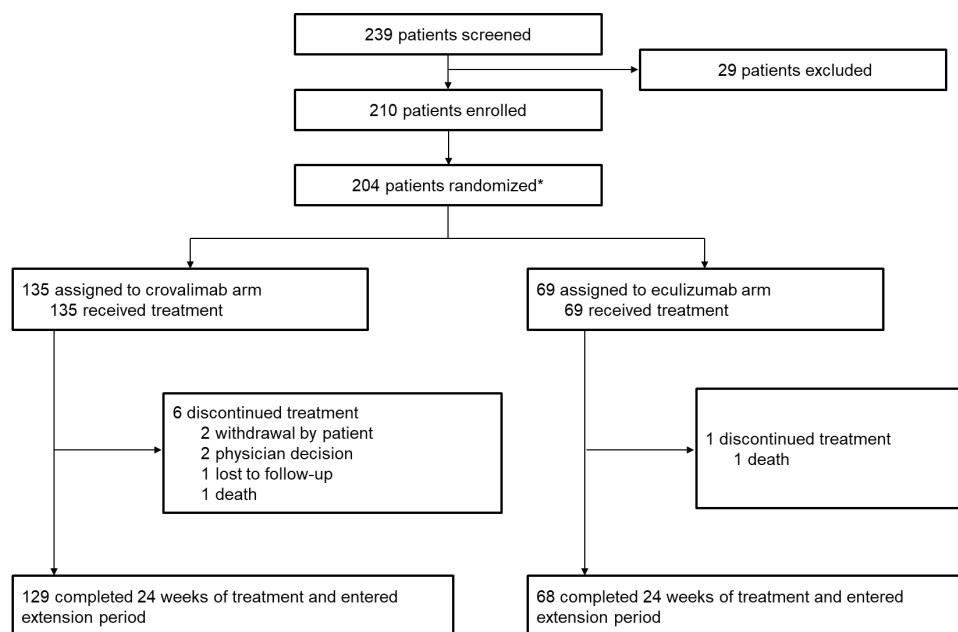 239 patients screened
29 patients excluded
210 patients enrolled
204 patients randomized*
135 assigned to crovalimab arm
135 received treatment
69 assigned to eculizumab arm
69 received treatment
6 discontinued treatment
2 withdrawal by patient
2 physician decision
1 lost to follow-up
1 death
1 discontinued treatment
1 death
129 completed 24 weeks of treatment and entered
extension period
68 completed 24 weeks of treatment and entered
extension period